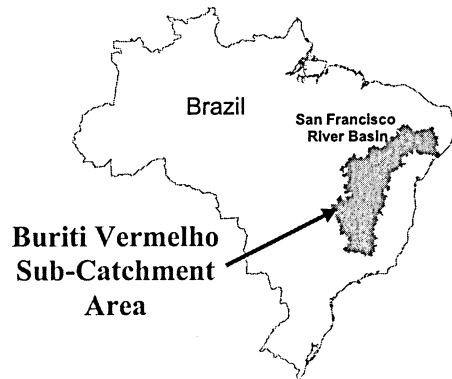 Brazil
San Francisco
River Basin
Buriti Vermelho
Sub-Catchment
Area